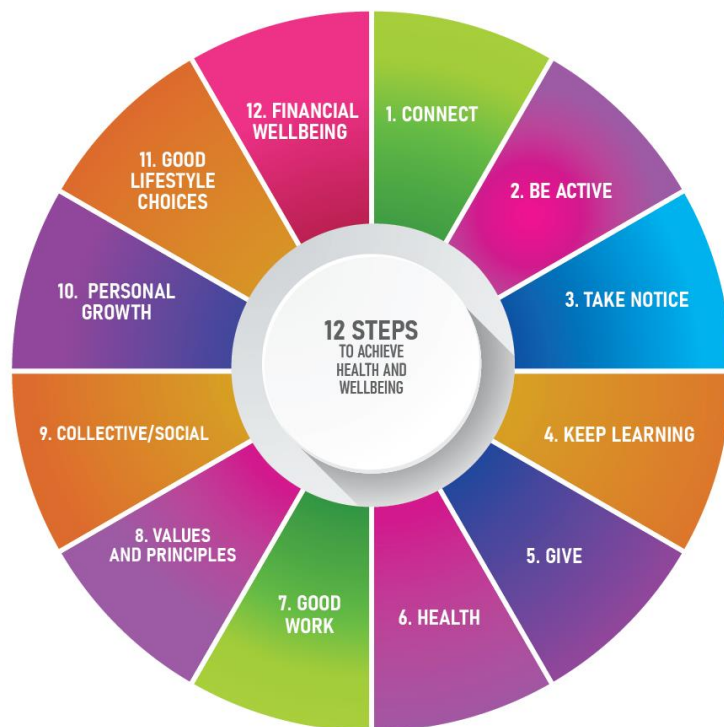 12 STEPS
TO ACHIEVE
HEALTH AND
WELLBEING
1. CONNECT
2. BE ACTIVE
3. TAKE NOTICE
4. KEEP LEARNING
5. GIVE
6. HEALTH
7. GOOD
WORK
8. VALUES
AND PRINCIPLES
9. COLLECTIVE/SOCIAL
10. PERSONAL
GROWTH
11. GOOD
LIFESTYLE
CHOICES
12. FINANCIAL
WELLBEING